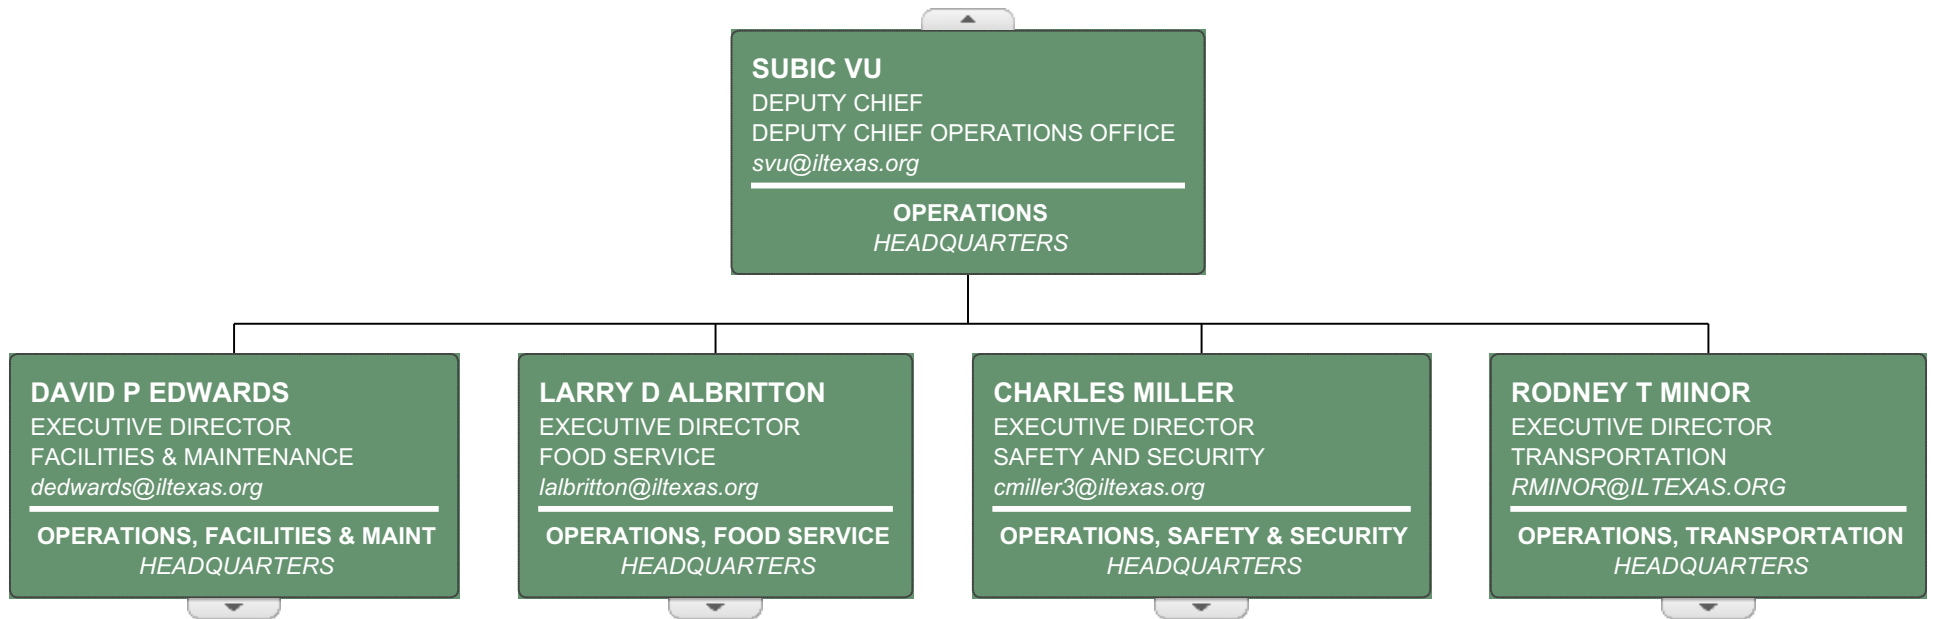 SUBIC VU
DEPUTY CHIEF
DEPUTY CHIEF OPERATIONS OFFICE
svu@iltexas.org
OPERATIONS
HEADQUARTERS
DAVID P EDWARDS
EXECUTIVE DIRECTOR
FACILITIES & MAINTENANCE
dedwards@iltexas.org
OPERATIONS, FACILITIES & MAINT
HEADQUARTERS
LARRY D ALBRITTON
EXECUTIVE DIRECTOR
FOOD SERVICE
lalbritton@iltexas.org
OPERATIONS, FOOD SERVICE
HEADQUARTERS
CHARLES MILLER
EXECUTIVE DIRECTOR
SAFETY AND SECURITY
cmiller3@iltexas.org
OPERATIONS, SAFETY & SECURITY
HEADQUARTERS
RODNEY T MINOR
EXECUTIVE DIRECTOR
TRANSPORTATION
RMINOR@ILTEXAS.ORG
OPERATIONS, TRANSPORTATION
HEADQUARTERS